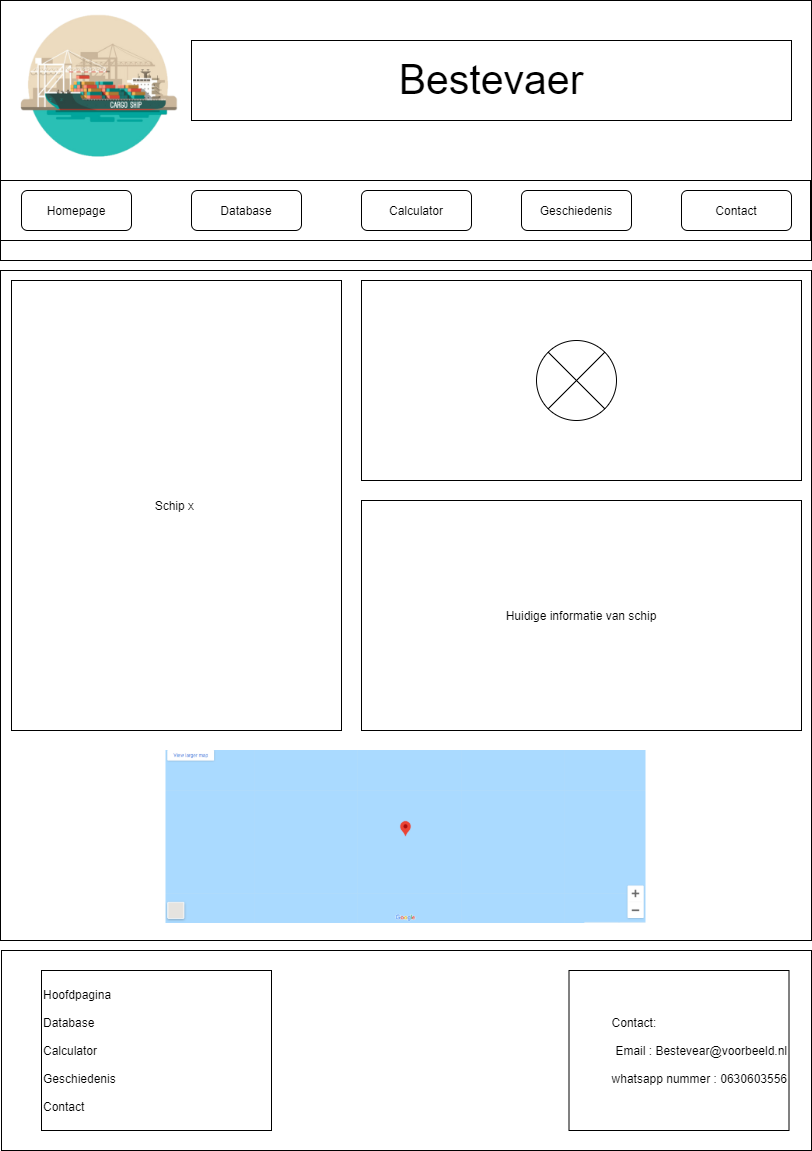 Bestevaer
CARGO SHIP
Homepage
Database
Calculator
Geschiedenis
Contact
Schip x
Huidige informatie van schip
View larger map
Google
Hoofdpagina
Database
Calculator
Geschiedenis
Contact
Contact:
Email : Bestevear@voorbeeld.nl
whatsapp nummer : 0630603556